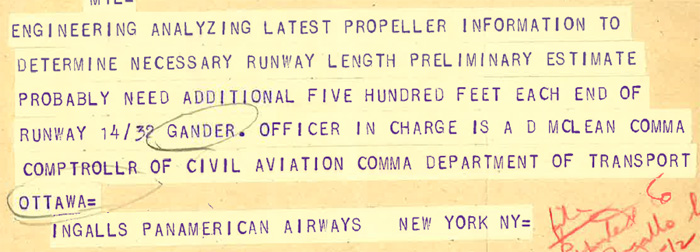 ENGINEERING ANALYZING LATEST PROPELLER INFORMATION TO
DETERMINE NECESSARY RUNWAY LENGTH PRELIMINARY ESTIMATE
PROBABLY NEED ADDITIONAL FIVE HUNDRED FEET EACH END OF
RUNWAY 14/32 GANDER. OFFICER IN CHARGE IS A D MCLEAN COMMA
COMPTROLLR OF CIVIL AVIATION COMMA DEPARTMENT OF TRANSPORT
OTTAWA=
INGALLS PANAMERICAN AIRWAYS NEW YORK NY=